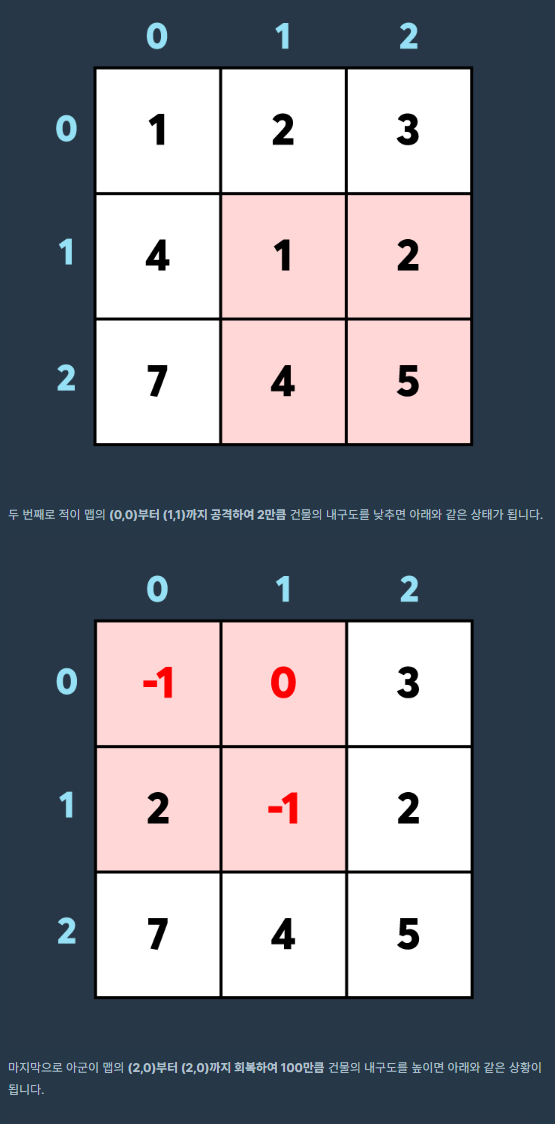 0 1 2
0 1 2 3
1 4 1 2
2 7 4 5
두 번째로 적이 맵의 (0,0)부터 (1,1)까지 공격하여 2만큼 건물의 내구도를 낮추면 아래와 같은 상태가 됩니다.
0 1 2
0 -1 0 3
1 2 -1 2
2 7 4 5
마지막으로 아군이 맵의 (2,0)부터 (2,0)까지 회복하여 100만큼 건물의 내구도를 높이면 아래와 같은 상황이
됩니다.